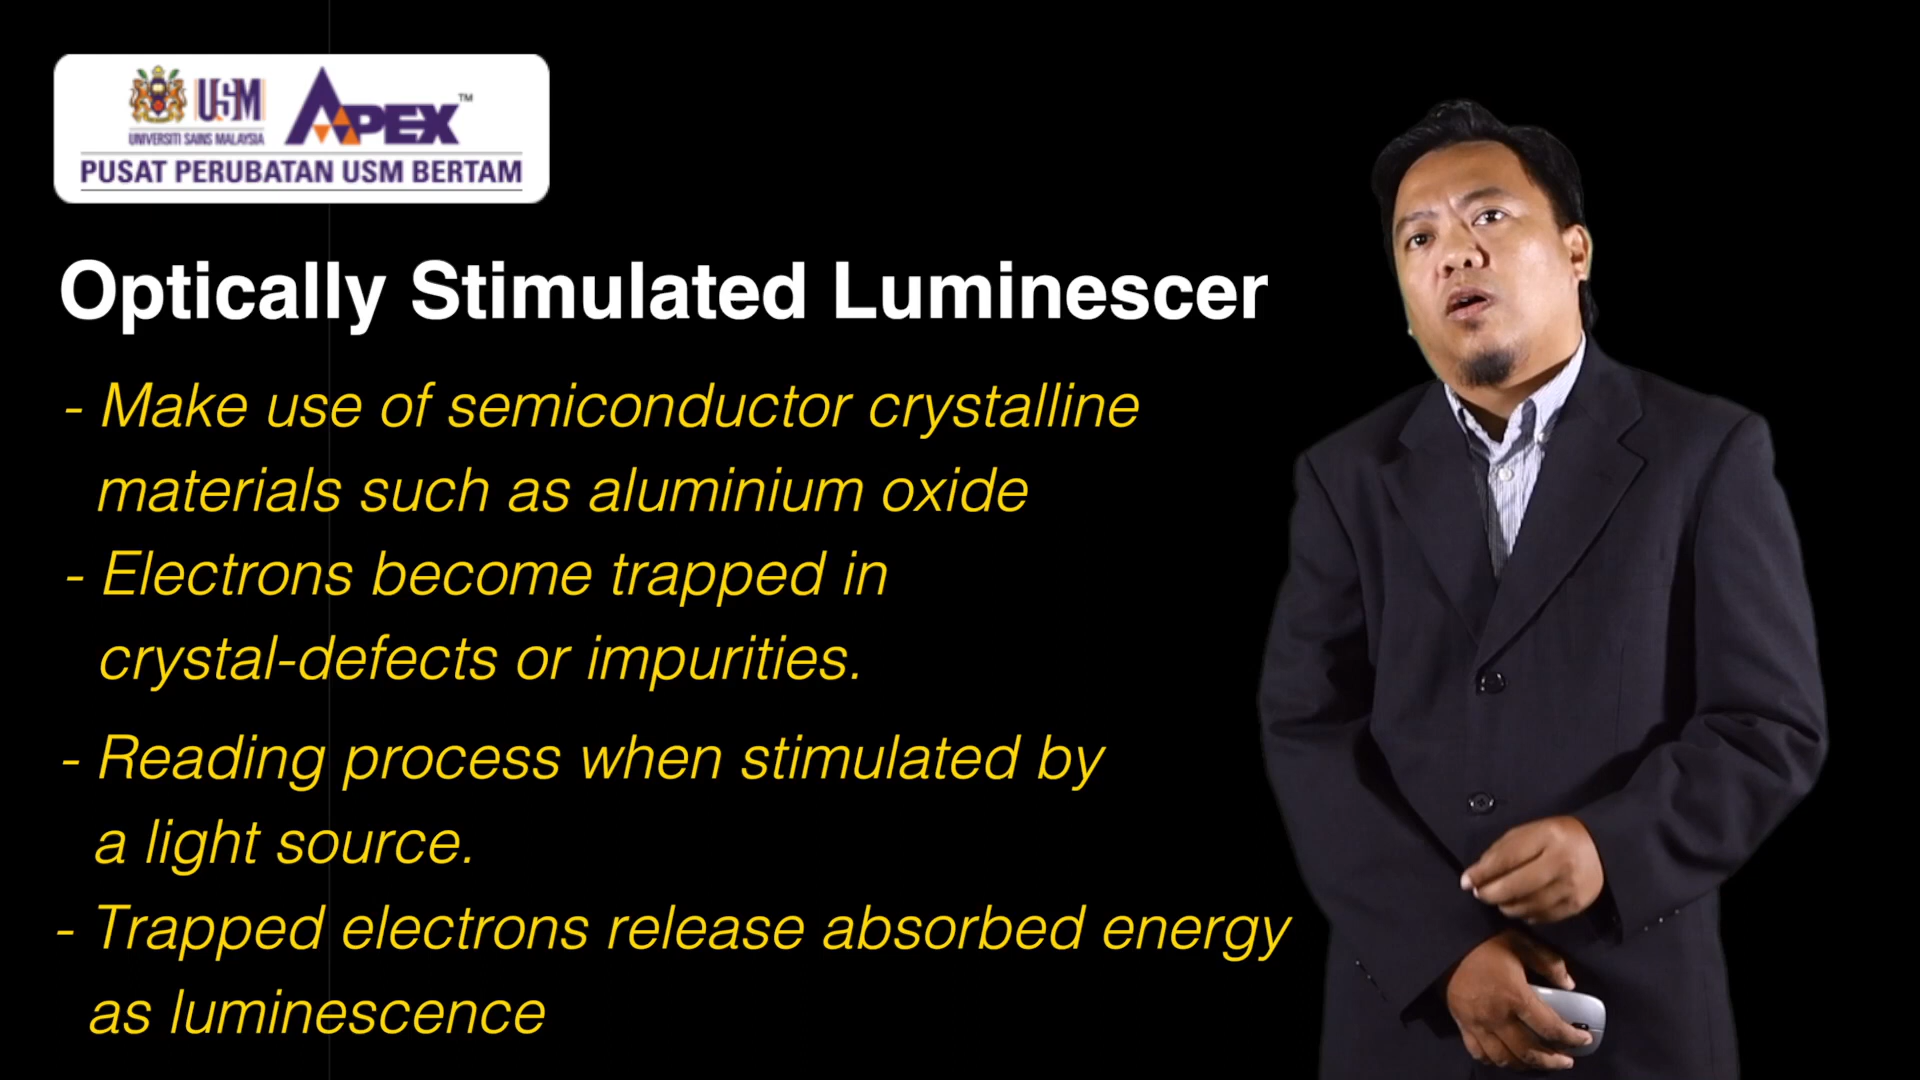 USM
UNIVERSITI SAINS MALAYSIA
APEX™
PUSAT PERUBATAN USM BERTAM
Optically Stimulated Luminescer
- Make use of semiconductor crystalline
materials such as aluminium oxide
- Electrons become trapped in
crystal-defects or impurities.
- Reading process when stimulated by
a light source.
- Trapped electrons release absorbed energy
as luminescence